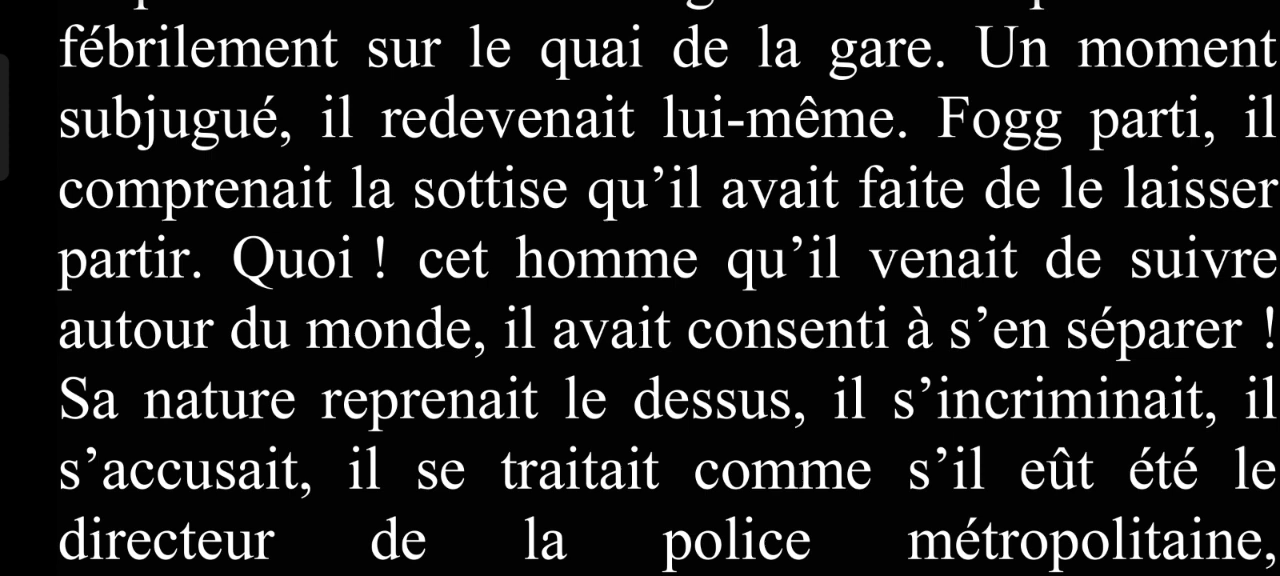 fébrilement sur le quai de la gare. Un moment
subjugué, il redevenait lui-même. Fogg parti, il
comprenait la sottise qu’il avait faite de le laisser
partir. Quoi ! cet homme qu’il venait de suivre
autour du monde, il avait consenti à s’en séparer !
Sa nature reprenait le dessus, il s’incriminait, il
s’accusait, il se traitait comme s’il eût été le
directeur de la police métropolitaine,